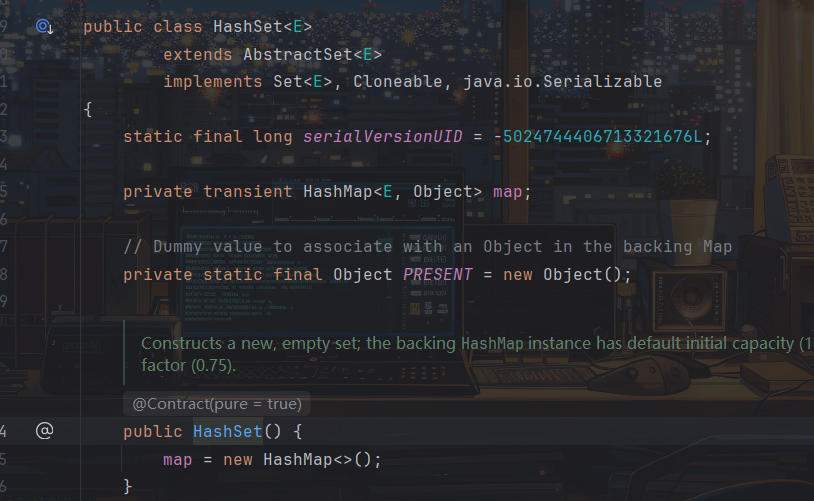 9 public class HashSet<E>
0 extends AbstractSet<E>
1 implements Set<E>, Cloneable, java.io.Serializable
2 {
3 static final long serialVersionUID = -5024744406713321676L;
4
5 private transient HashMap<E, Object> map;
6
7 // Dummy value to associate with an Object in the backing Map
8 private static final Object PRESENT = new Object();
9
Constructs a new, empty set; the backing HashMap instance has default initial capacity (1
factor (0.75).
@Contract(pure = true)
4 @ public HashSet() {
5 map = new HashMap<>();
6 }